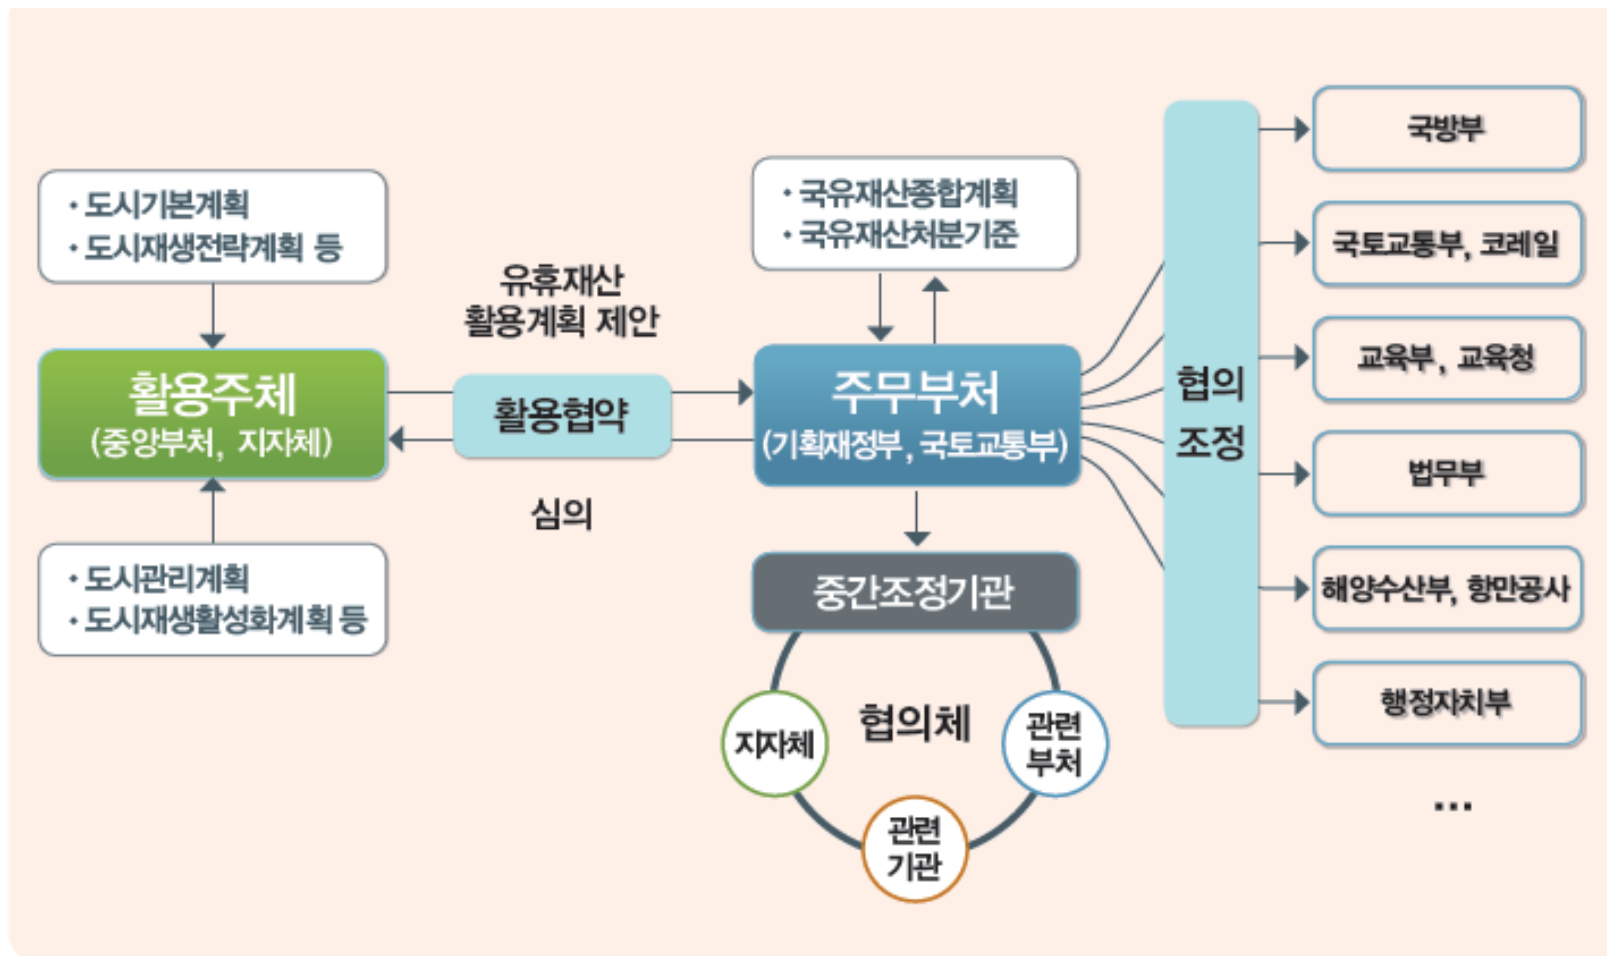 · 도시기본계획
· 도시재생전략계획 등
활용주체
(중앙부처, 지자체)
· 도시관리계획
· 도시재생활성화계획 등
유휴재산
활용계획 제안
활용협약
심의
· 국유재산종합계획
· 국유재산처분기준
주무부처
(기획재정부, 국토교통부)
중간조정기관
협의체
지자체
관련
부처
관련
기관
협의
조정
국방부
국토교통부, 코레일
교육부, 교육청
법무부
해양수산부, 항만공사
행정자치부
...